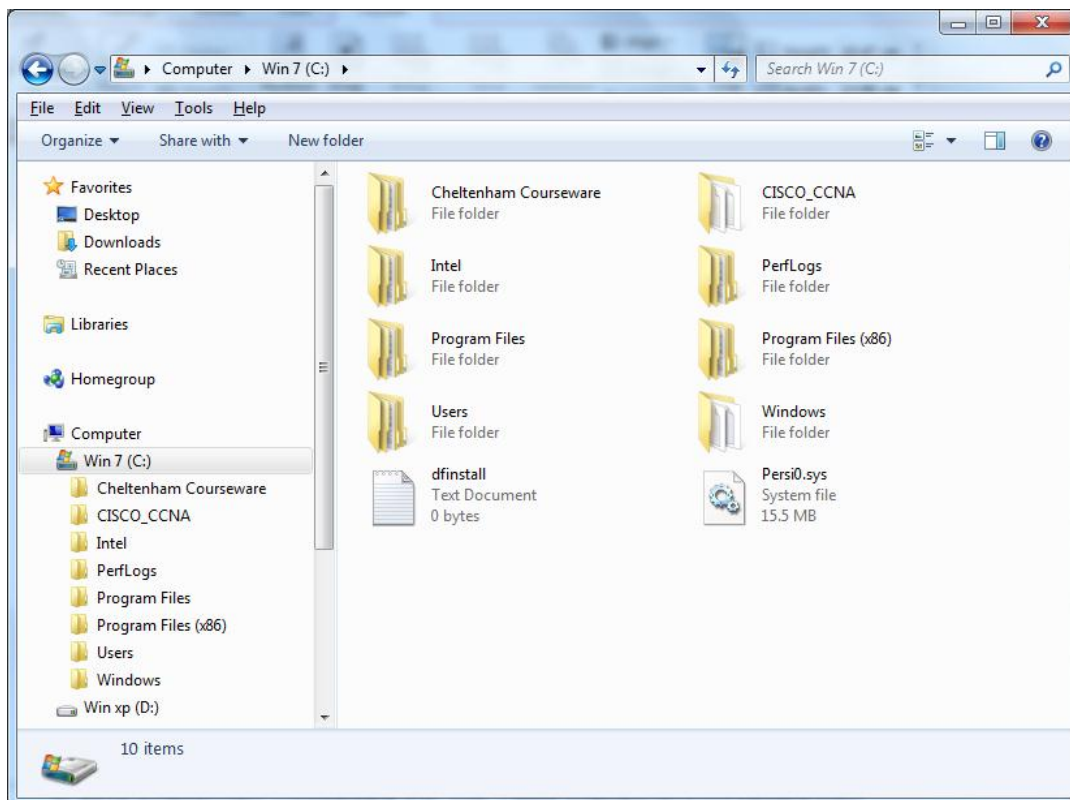 Computer Win 7 (C:)
Search Win 7 (C:)
File Edit View Tools Help
Organize Share with New folder
Favorites
Desktop
Downloads
Recent Places
Libraries
Homegroup
Computer
Win 7 (C:)
Cheltenham Courseware
CISCO_CCNA
Intel
PerfLogs
Program Files
Program Files (x86)
Users
Windows
Win xp (D:)
Cheltenham Courseware
File folder
CISCO_CCNA
File folder
Intel
File folder
PerfLogs
File folder
Program Files
File folder
Program Files (x86)
File folder
Users
File folder
Windows
File folder
dfinstall
Text Document
0 bytes
Persi0.sys
System file
15.5 MB
10 items